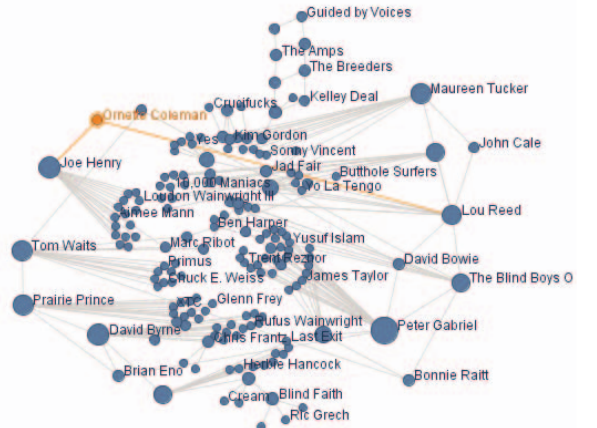 Guided by Voices
The Amps
The Breeders
Maureen Tucker
Kelley Deal
Crucifucks
Ornette Coleman
Yes
Kim Gordon
John Cale
Sonny Vincent
Joe Henry
Jad Fair
Butthole Surfers
10,000 Maniacs
Yo La Tengo
Loudon Wainwright III
Aimee Mann
Lou Reed
Ben Harper
Tom Waits
Marc Ribot
Yusuf Islam
Primus
Trent Reznor
David Bowie
Chuck E. Weiss
James Taylor
The Blind Boys O
Prairie Prince
XTC
Glenn Frey
David Byrne
Rufus Wainwright
Peter Gabriel
Chris Frantz
Last Exit
Brian Eno
Herbie Hancock
Bonnie Raitt
Cream
Blind Faith
Ric Grech